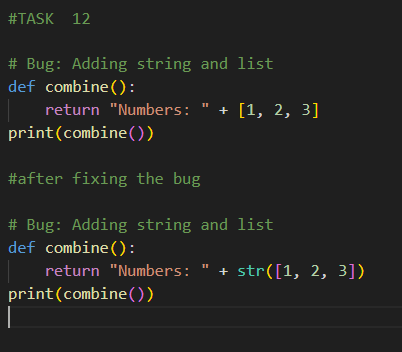 #TASK  12
# Bug: Adding string and list
def combine():
    return "Numbers: " + [1, 2, 3]
print(combine())
#after fixing the bug
# Bug: Adding string and list
def combine():
    return "Numbers: " + str([1, 2, 3])
print(combine())